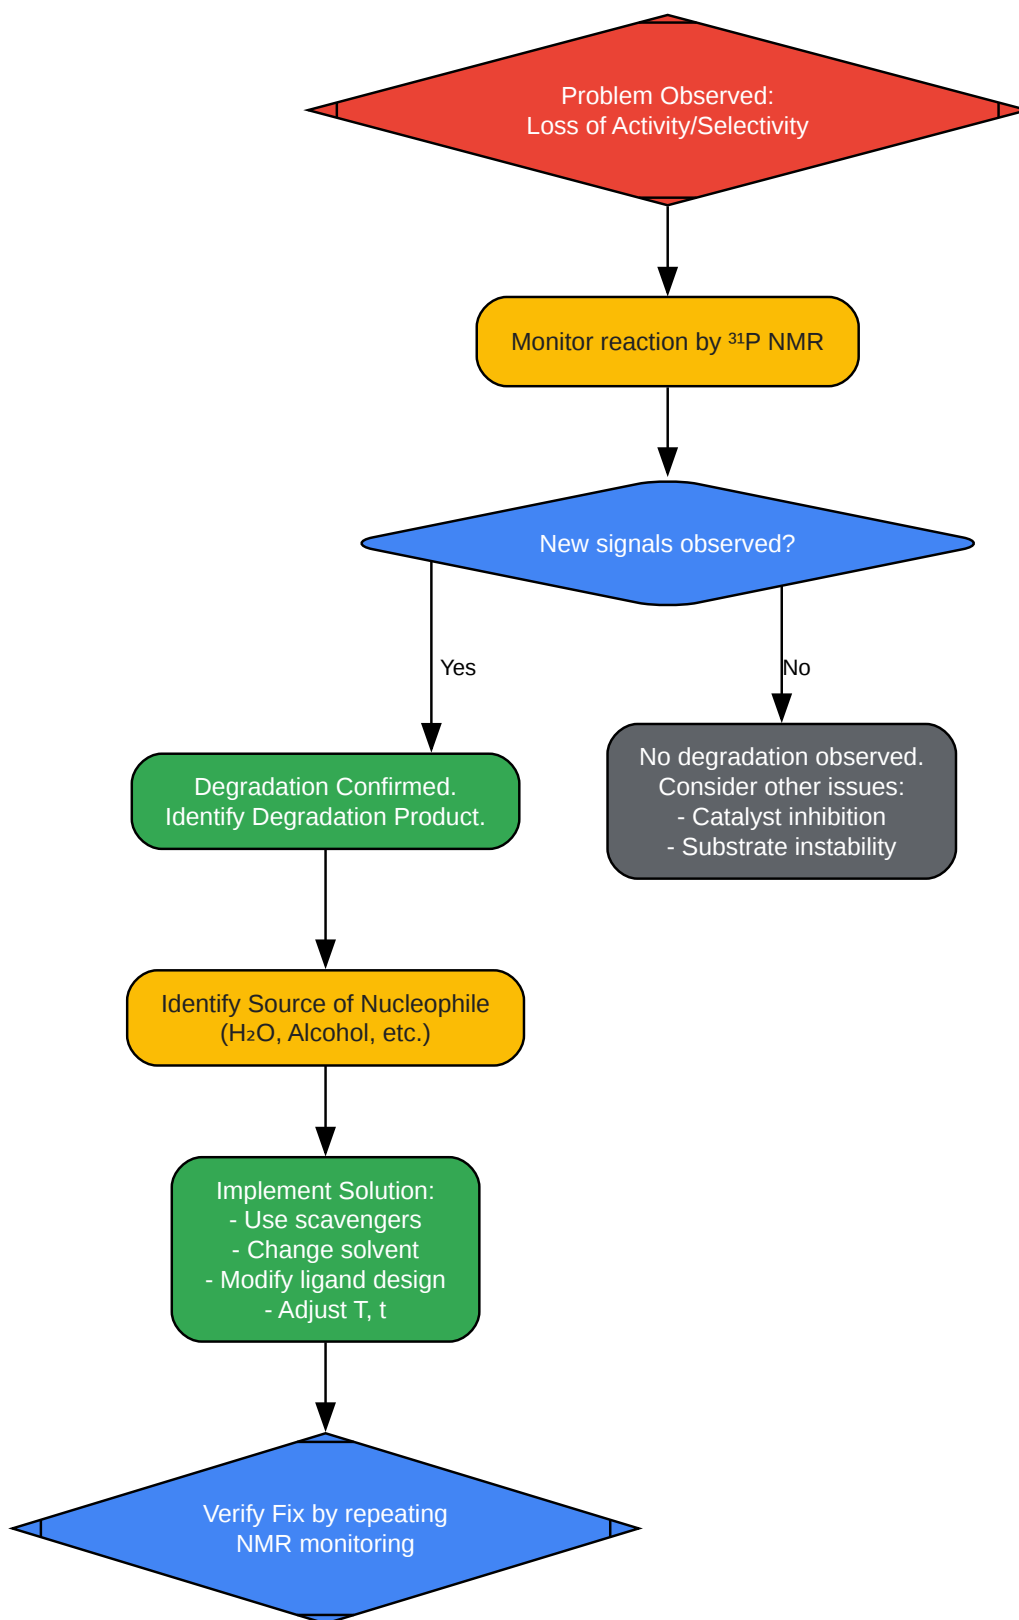 Problem Observed:
Loss of Activity/Selectivity
Monitor reaction by ³¹P NMR
New signals observed?
Yes
No
No degradation observed.
Consider other issues:
- Catalyst inhibition
- Substrate instability
Degradation Confirmed.
Identify Degradation Product.
Identify Source of Nucleophile
(H₂O, Alcohol, etc.)
Implement Solution:
- Use scavengers
- Change solvent
- Modify ligand design
- Adjust T, t
Verify Fix by repeating
NMR monitoring